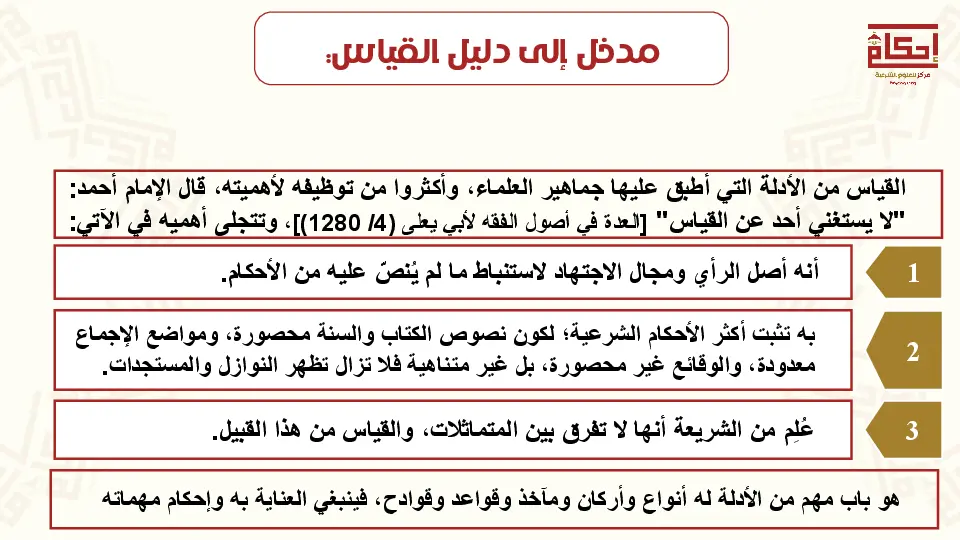 مدخل إلى دليل القياس:
إحكام
مركز للعلوم الشرعية
القياس من الأدلة التي أطبق عليها جماهير العلماء، وأكثروا من توظيفه لأهميته، قال الإمام أحمد:
"لا يستغني أحد عن القياس" [العدة في أصول الفقه لأبي يعلى (4/ 1280)]، وتتجلى أهميه في الآتي:
1
أنه أصل الرأي ومجال الاجتهاد لاستنباط ما لم يُنصّ عليه من الأحكام.
2
به تثبت أكثر الأحكام الشرعية؛ لكون نصوص الكتاب والسنة محصورة، ومواضع الإجماع
معدودة، والوقائع غير محصورة، بل غير متناهية فلا تزال تظهر النوازل والمستجدات.
3
عُلِم من الشريعة أنها لا تفرق بين المتماثلات، والقياس من هذا القبيل.
هو باب مهم من الأدلة له أنواع وأركان ومآخذ وقواعد وقوادح، فينبغي العناية به وإحكام مهماته